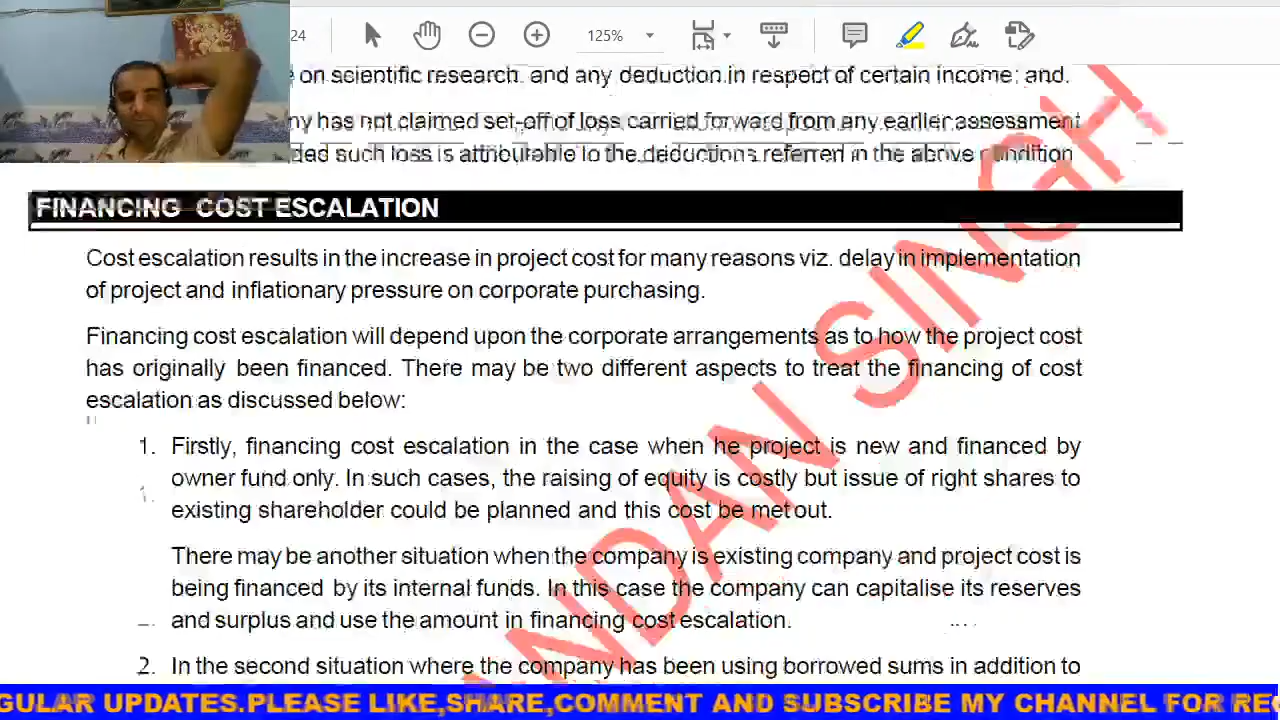 24
125%
on scientific research and any deduction in respect of certain income; and
has not claimed set-off of loss carried forward from any earlier assessment
such loss is attributable to the deductions referred in the above condition
FINANCING COST ESCALATION
Cost escalation results in the increase in project cost for many reasons viz. delay in implementation
of project and inflationary pressure on corporate purchasing.
Financing cost escalation will depend upon the corporate arrangements as to how the project cost
has originally been financed. There may be two different aspects to treat the financing of cost
escalation as discussed below:
1. Firstly, financing cost escalation in the case when he project is new and financed by
owner fund only. In such cases, the raising of equity is costly but issue of right shares to
existing shareholder could be planned and this cost be met out.
There may be another situation when the company is existing company and project cost is
being financed by its internal funds. In this case the company can capitalise its reserves
and surplus and use the amount in financing cost escalation.
2. In the second situation where the company has been using borrowed sums in addition to
NDAN SINGH
GULAR UPDATES.PLEASE LIKE,SHARE,COMMENT AND SUBSCRIBE MY CHANNEL FOR REG